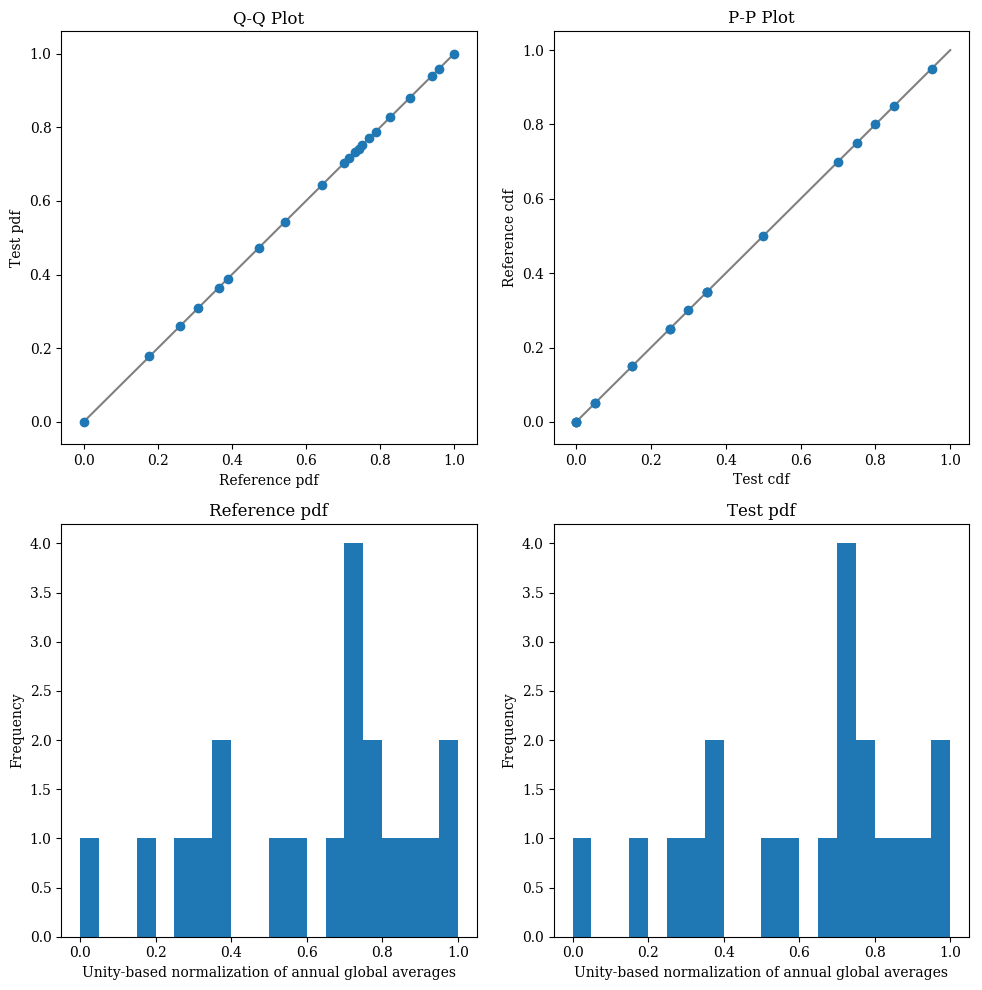 Q-Q Plot
1.0
0.8
0.6
0.4
0.2
0.0
Test pdf
0.0 0.2 0.4 0.6 0.8 1.0
Reference pdf
P-P Plot
1.0
0.8
0.6
0.4
0.2
0.0
Reference cdf
0.0 0.2 0.4 0.6 0.8 1.0
Test cdf
Reference pdf
4.0
3.5
3.0
2.5
2.0
1.5
1.0
0.5
0.0
Frequency
0.0 0.2 0.4 0.6 0.8 1.0
Unity-based normalization of annual global averages
Test pdf
4.0
3.5
3.0
2.5
2.0
1.5
1.0
0.5
0.0
Frequency
0.0 0.2 0.4 0.6 0.8 1.0
Unity-based normalization of annual global averages